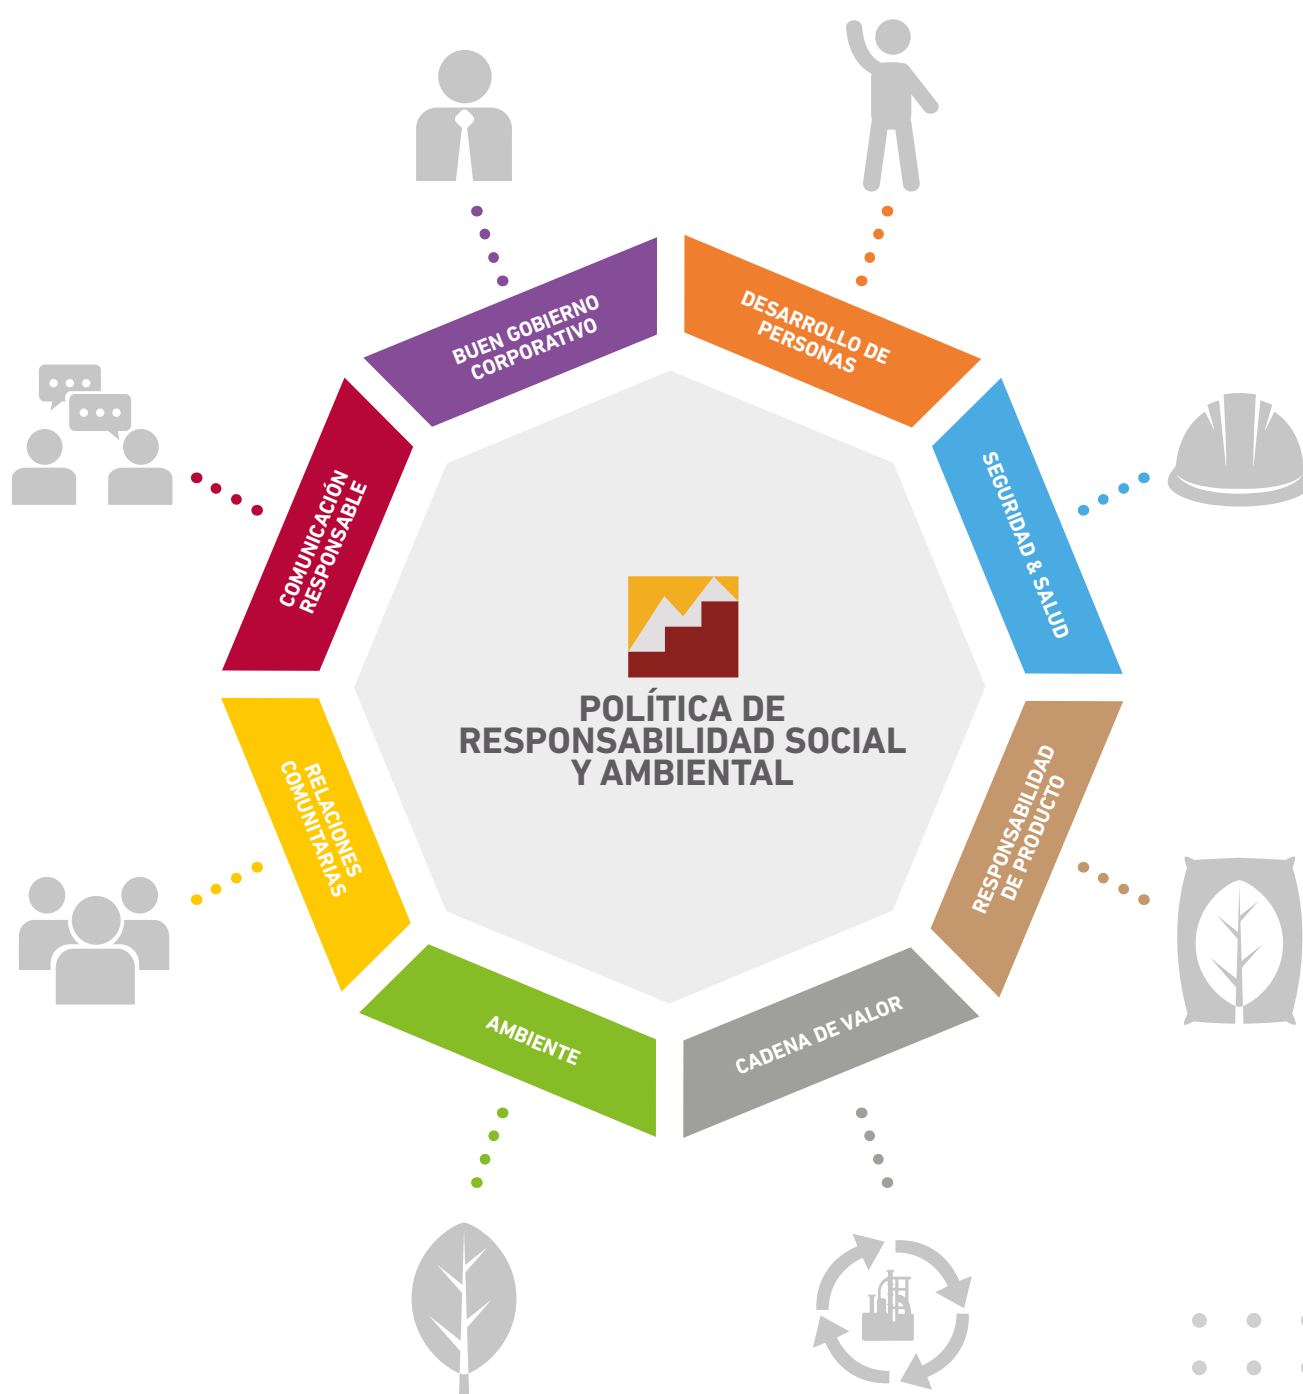 BUEN GOBIERNO
CORPORATIVO
DESARROLLO DE
PERSONAS
SEGURIDAD & SALUD
RESPONSABILIDAD
DE PRODUCTO
CADENA DE VALOR
AMBIENTE
RELACIONES
COMUNITARIAS
COMUNICACIÓN
RESPONSABLE
POLÍTICA DE
RESPONSABILIDAD SOCIAL
Y AMBIENTAL